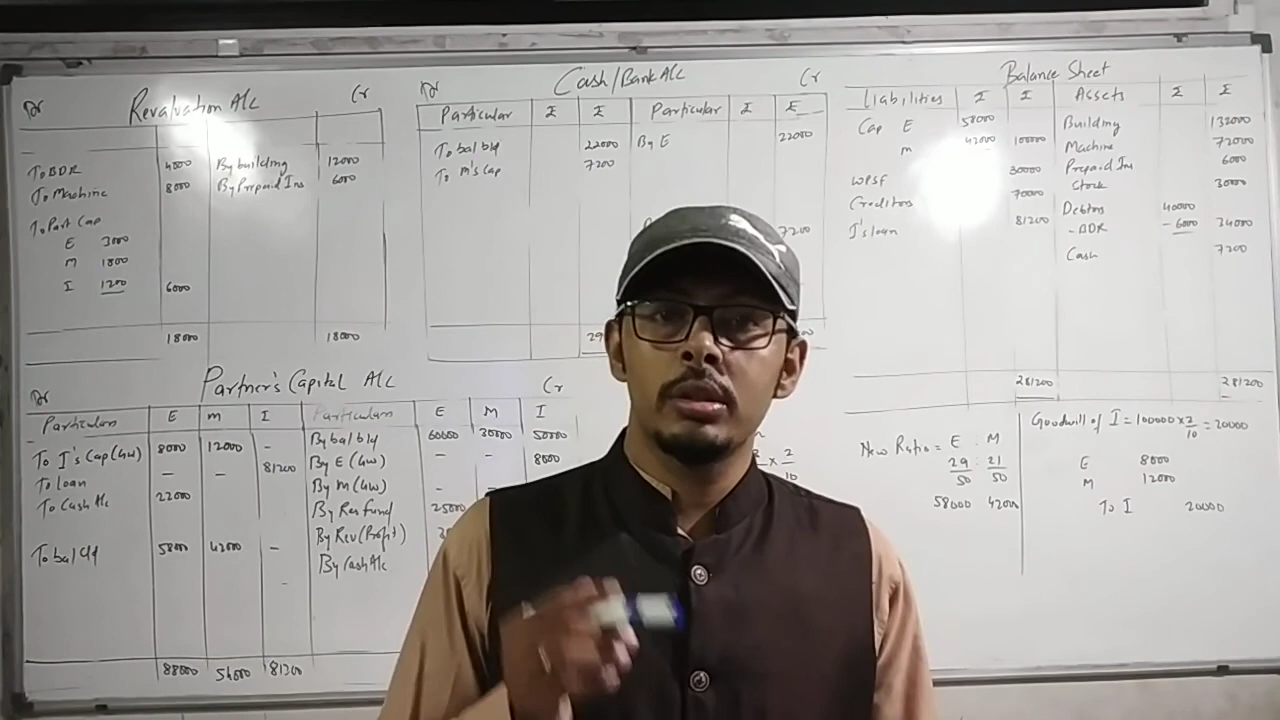 Dr Revaluation A/c Cr
To BDR 4000 By building 12000
To Machine 8000 By Prepaid Ins 6000
To Part Cap
E 3000
M 1800
I 1200 6000
18000 18000
Dr Cash/Bank A/c Cr
Particular ₹ ₹ Particular ₹ ₹
To bal b/d 22000 By E 22000
To M's Cap 7200
7200
29
Balance Sheet
Liabilities ₹ ₹ Assets ₹ ₹
Cap E 58000 Building 132000
M 42000 100000 Machine 72000
WPSF 30000 Prepaid Ins 6000
Creditors 70000 Stock 30000
I's loan 81200 Debtors 40000
- BDR - 6000 34000
Cash 7200
281200 281200
Dr Partner's Capital A/c Cr
Particulars E M I Particulars E M I
To I's Cap (GW) 8000 12000 - By bal b/d 60000 30000 50000
To Loan - - 81200 By E (GW) - - 8000
To Cash A/c 22000 By M (GW) - -
By Res fund 25000
By Rev (Profit)
To bal c/d 58000 42000 - By Cash A/c
88000 54000 81200
New Ratio = E : M
29/50 : 21/50
58000 42000
Goodwill of I = 100000 x 2/10 = 20000
E 8000
M 12000
To I 20000
x 2/10